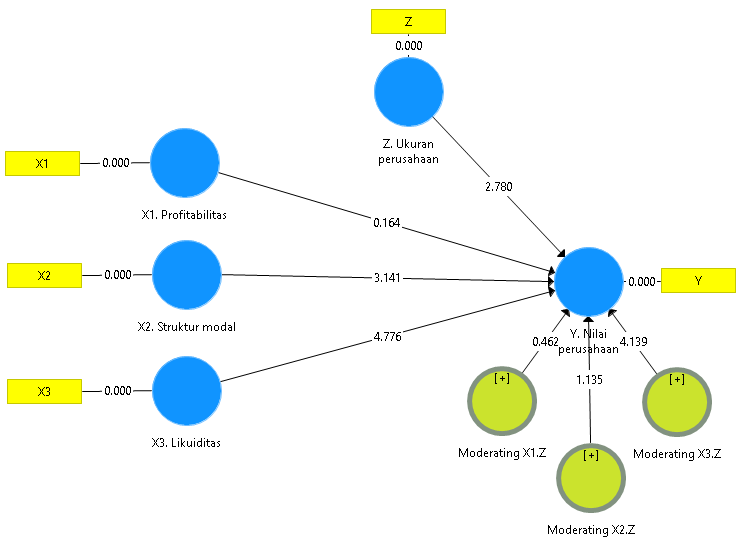 Z
0.000
Z. Ukuran
perusahaan
X1
0.000
X1. Profitabilitas
2.780
0.164
X2
0.000
X2. Struktur modal
3.141
0.000
Y
Y. Nilai
perusahaan
X3
0.000
X3. Likuiditas
4.776
0.462
1.135
4.139
[+]
Moderating X1.Z
[+]
Moderating X2.Z
[+]
Moderating X3.Z